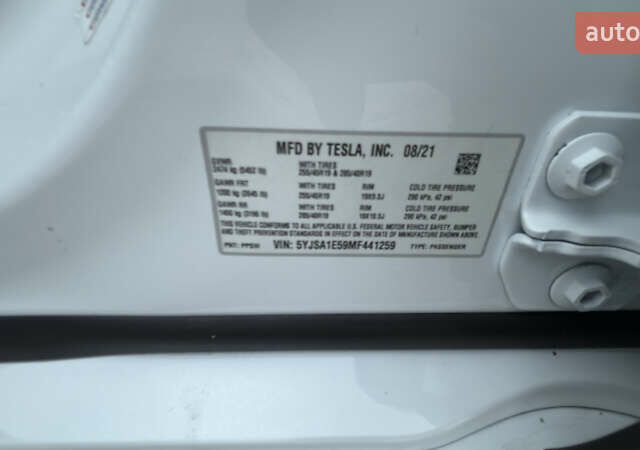 auto
MFD BY TESLA, INC. 08/21
GVWR WITH TIRES
2474 kg (5452 lb) 255/45R19 & 285/40R19
GAWR FRT WITH TIRES RIM COLD TIRE PRESSURE
1200 kg (2645 lb) 255/45R19 19X9.5J 290 kPa, 42 psi
GAWR RR WITH TIRES RIM COLD TIRE PRESSURE
285/40R19 19X10.5J 290 kPa, 42 psi
THIS VEHICLE CONFORMS TO ALL APPLICABLE U.S. FEDERAL MOTOR VEHICLE SAFETY, BUMPER
AND THEFT PREVENTION STANDARDS IN EFFECT ON THE DATE OF MANUFACTURE SHOWN ABOVE.
PNT: PPSW VIN: 5YJSA1E59MF441259 TYPE: PASSENGER